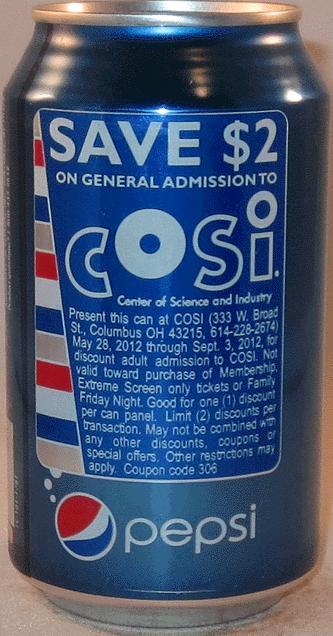 SAVE $2
ON GENERAL ADMISSION TO
COSI
Center of Science and Industry
Present this can at COSI (333 W. Broad
St., Columbus OH 43215, 614-228-2674)
May 28, 2012 through Sept. 3, 2012, for
discount adult admission to COSI. Not
valid toward purchase of Membership,
Extreme Screen only tickets or Family
Friday Night. Good for one (1) discount
per can panel. Limit (2) discounts per
transaction. May not be combined with
any other discounts, coupons or
special offers. Other restrictions may
apply. Coupon code 306
pepsi